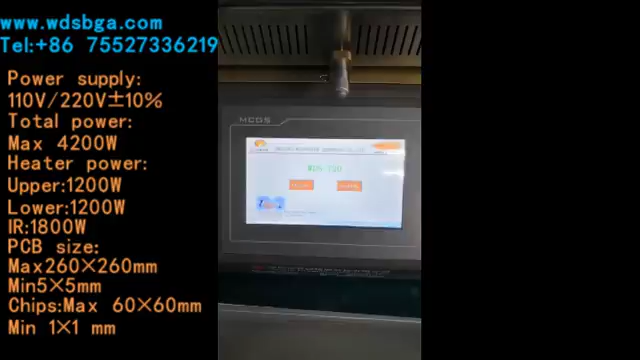 www.wdsbga.com
Tel:+86 75527336219
Power supply:
110V/220V±10%
Total power:
Max 4200W
Heater power:
Upper:1200W
Lower:1200W
IR:1800W
PCB size:
Max260×260mm
Min5×5mm
Chips:Max 60×60mm
Min 1×1 mm
MCGS